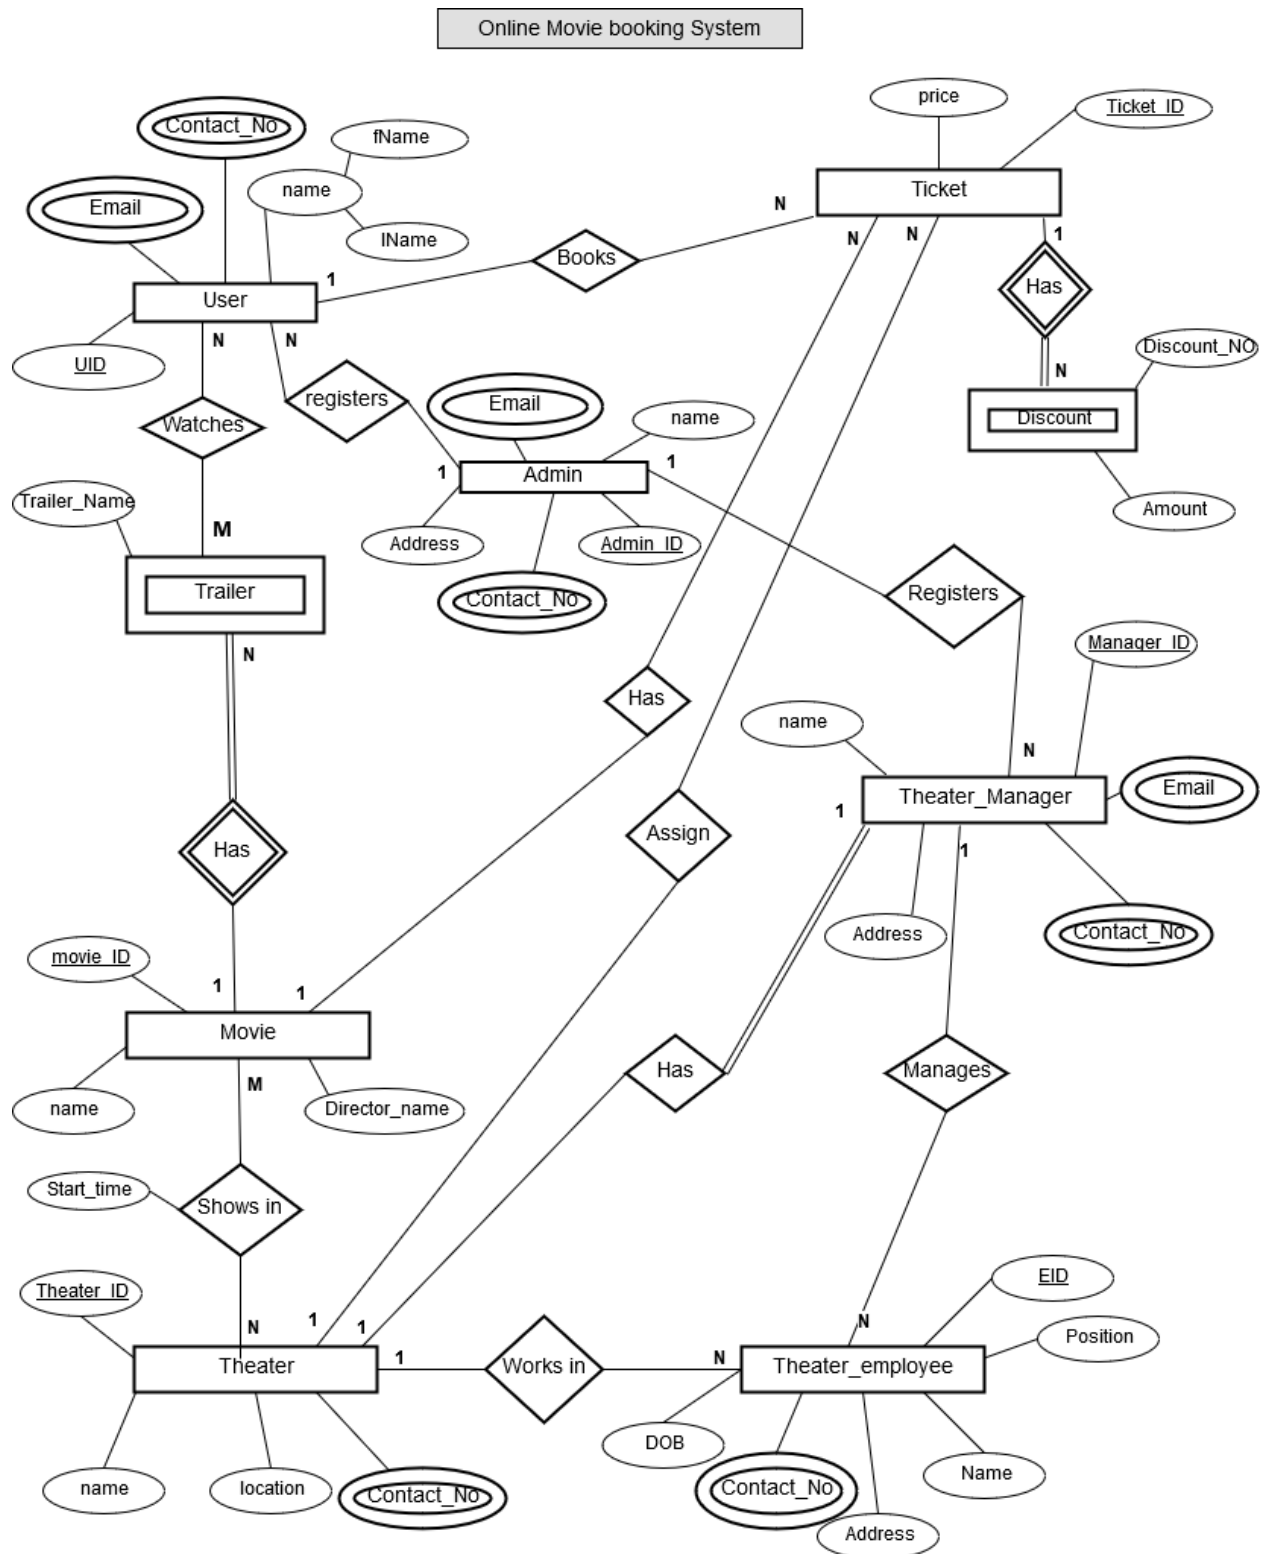 Online Movie booking System
price
Ticket_ID
Contact_No
fName
name
Email
lName
Ticket
N
Books
N
N
1
Has
User
1
N
N
UID
registers
Watches
Discount_NO
N
Discount
Amount
Email
name
1
1
Admin
Address
Admin_ID
Contact_No
Trailer_Name
M
Trailer
N
Registers
Manager_ID
Has
name
N
Theater_Manager
Email
1
1
Assign
Has
Address
Contact_No
movie_ID
1
1
Movie
M
name
Director_name
Has
Manages
Start_time
Shows in
Theater_ID
N
1
1
Theater
1
Works in
N
N
Theater_employee
EID
Position
name
location
Contact_No
DOB
Contact_No
Address
Name